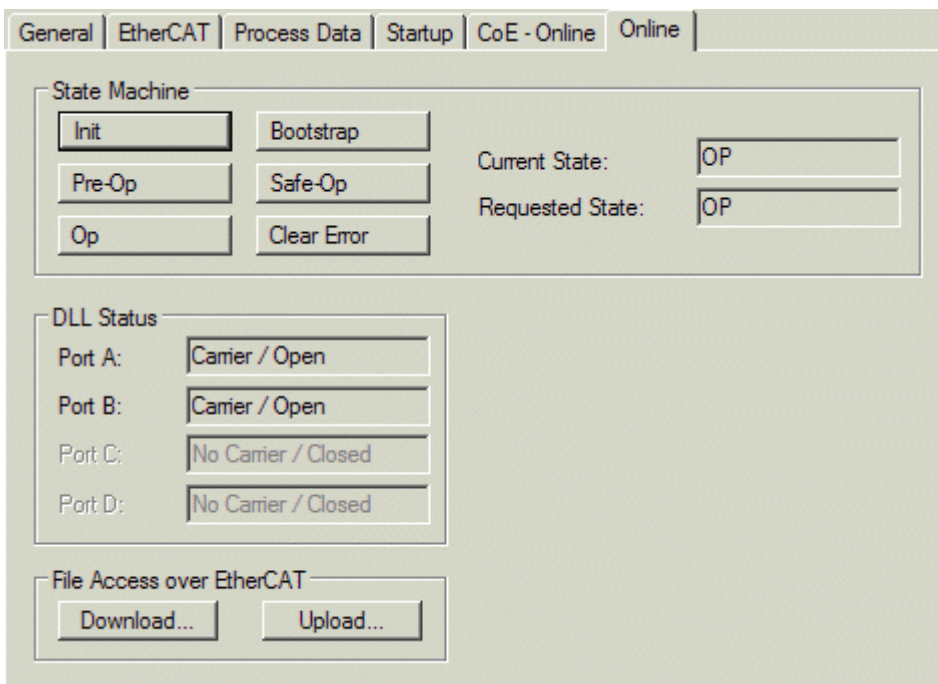 General EtherCAT Process Data Startup CoE - Online Online
State Machine
Init Bootstrap
Current State: OP
Pre-Op Safe-Op
Requested State: OP
Op Clear Error
DLL Status
Port A: Carrier / Open
Port B: Carrier / Open
Port C: No Carrier / Closed
Port D: No Carrier / Closed
File Access over EtherCAT
Download... Upload...